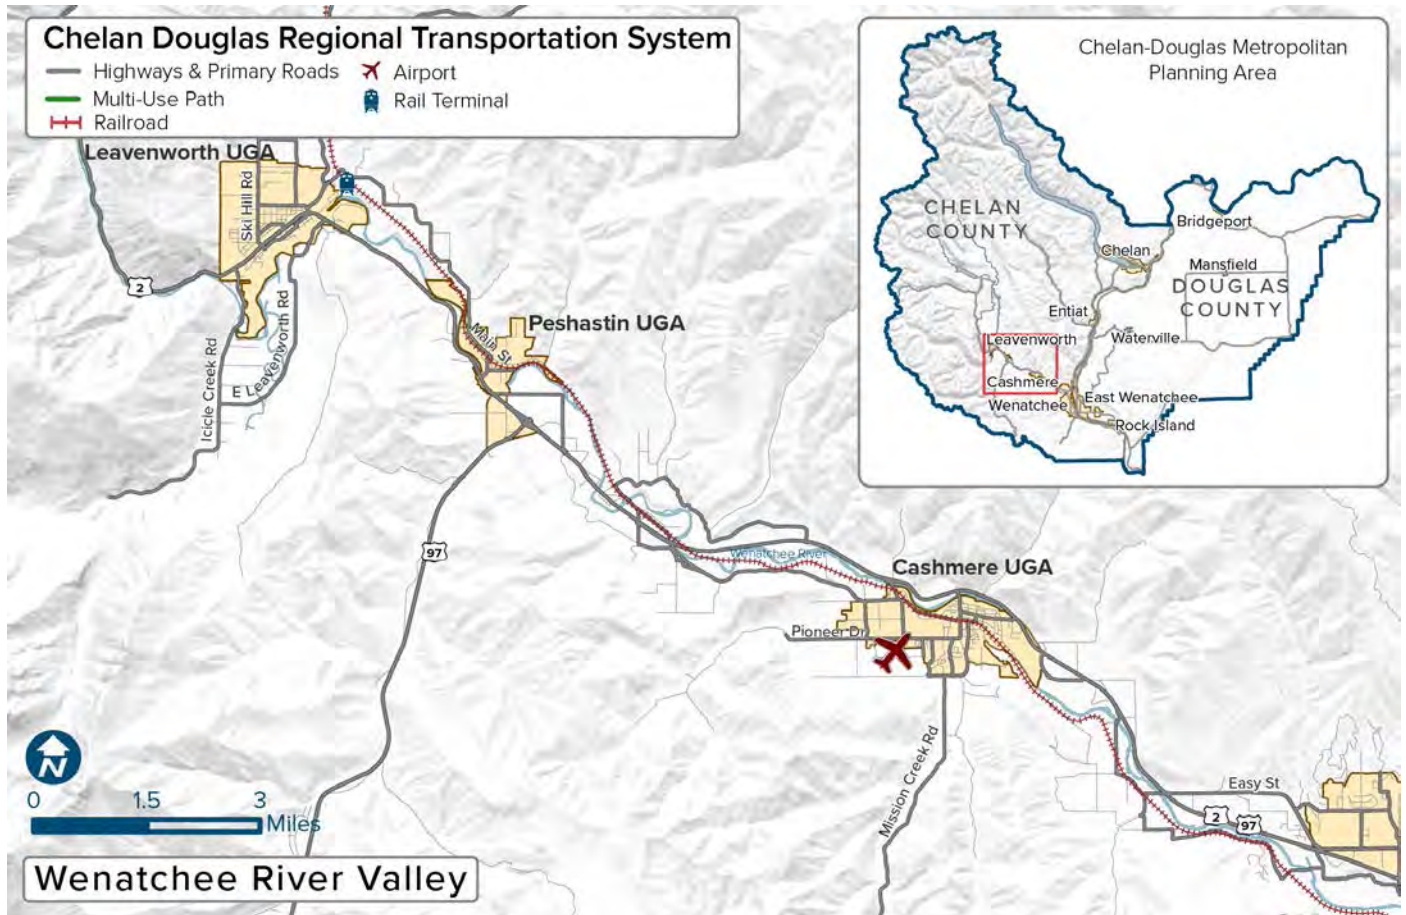 Chelan Douglas Regional Transportation System
Highways & Primary Roads
Airport
Multi-Use Path
Rail Terminal
Railroad
Chelan-Douglas Metropolitan
Planning Area
CHELAN
COUNTY
Bridgeport
Chelan
Mansfield
DOUGLAS
COUNTY
Entiat
Waterville
Leavenworth
Cashmere
Wenatchee
East Wenatchee
Rock Island
Leavenworth UGA
Ski Hill Rd
2
Icicle Creek Rd
E Leavenworth Rd
Main St
Peshastin UGA
97
Wenatchee River
Cashmere UGA
Pioneer Dr
Mission Creek Rd
Easy St
2
97
N
0
1.5
3
Miles
Wenatchee River Valley